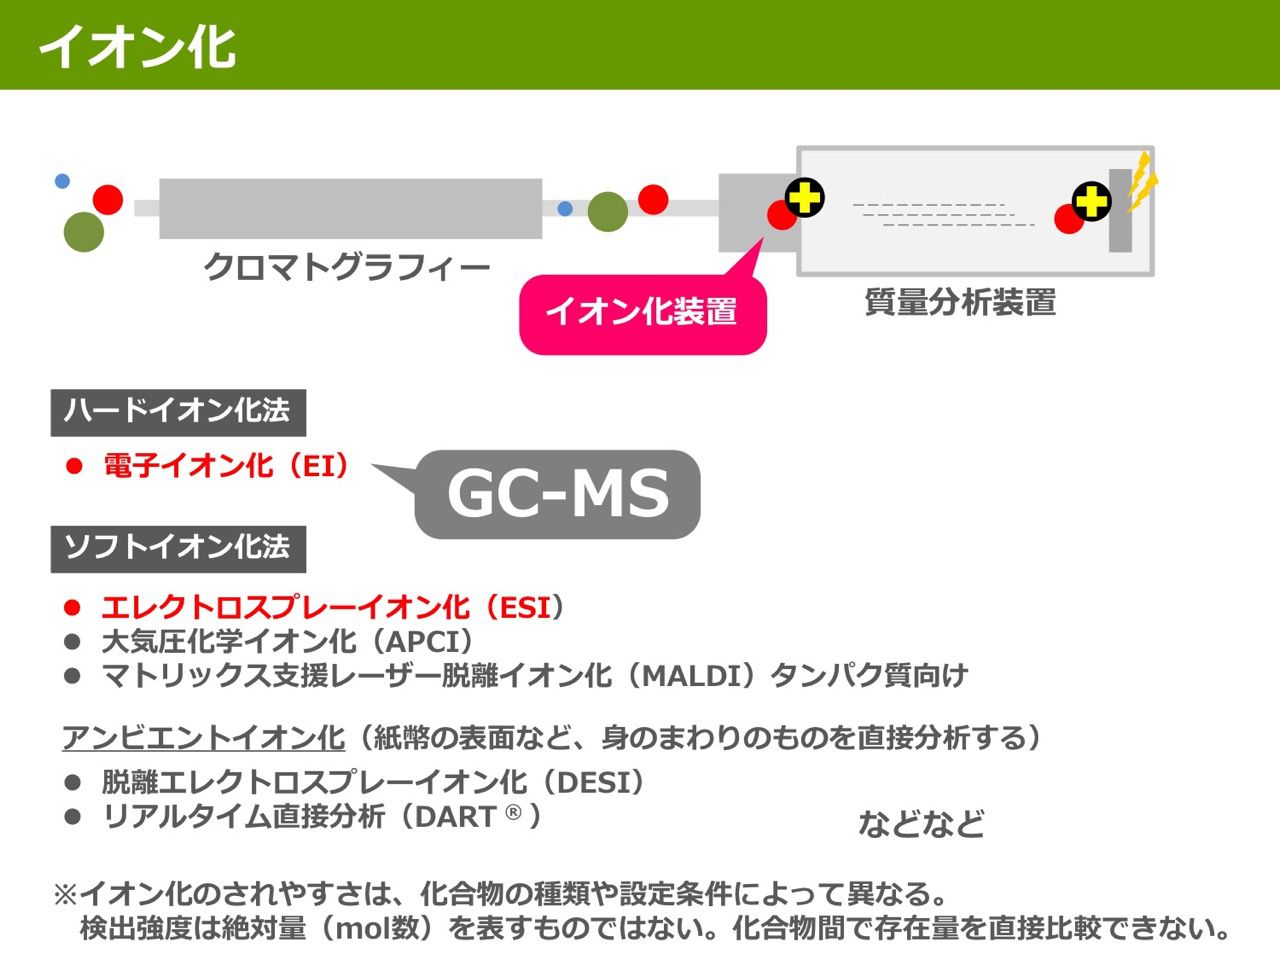 イオン化
クロマトグラフィー
イオン化装置
質量分析装置
ハードイオン化法
● 電子イオン化（EI）
GC-MS
ソフトイオン化法
● エレクトロスプレーイオン化（ESI）
● 大気圧化学イオン化（APCI）
● マトリックス支援レーザー脱離イオン化（MALDI）タンパク質向け
アンビエントイオン化（紙幣の表面など、身のまわりのものを直接分析する）
● 脱離エレクトロスプレーイオン化（DESI）
● リアルタイム直接分析（DART®）
などなど
※イオン化のされやすさは、化合物の種類や設定条件によって異なる。
検出強度は絶対量（mol数）を表すものではない。化合物間で存在量を直接比較できない。